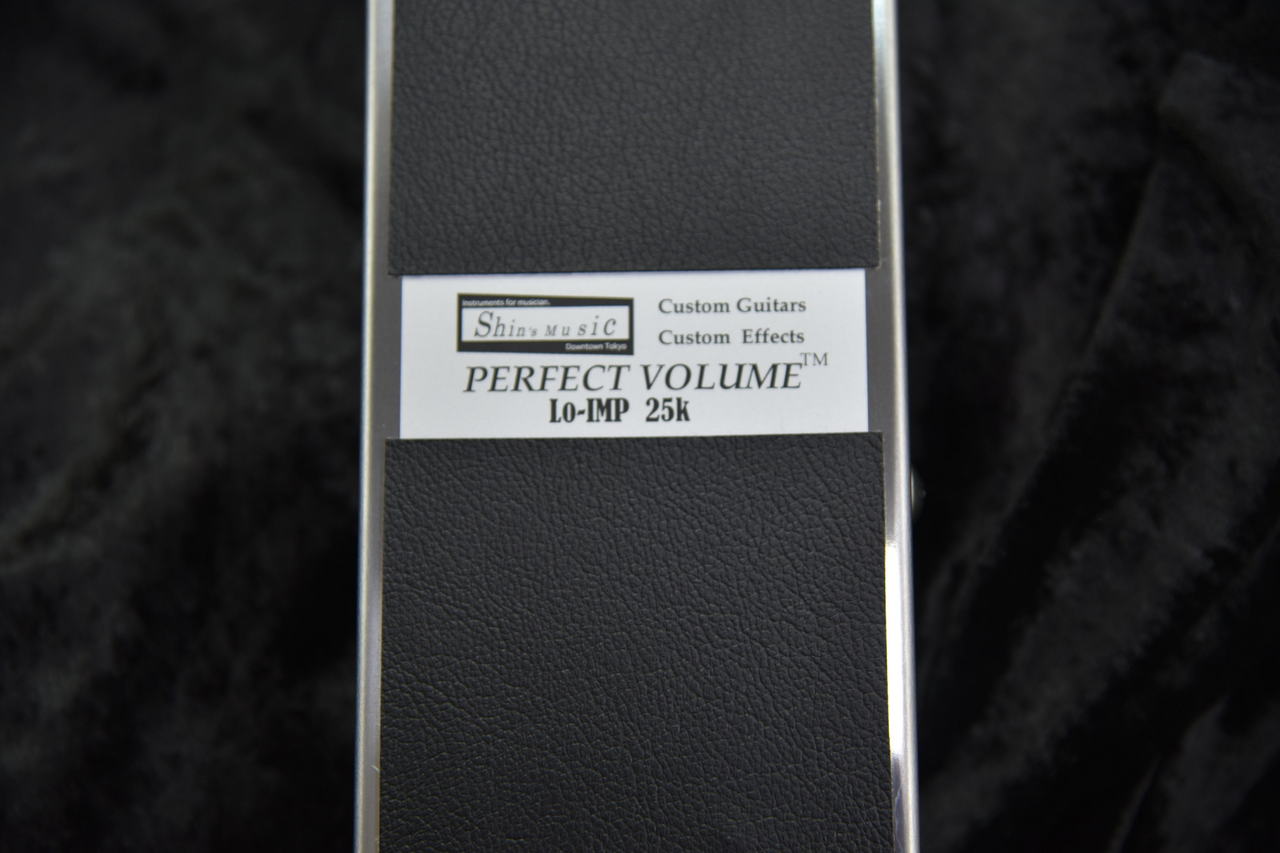 Instruments for musician.
Shin's Music
Downtown Tokyo
Custom Guitars
Custom Effects
PERFECT VOLUME™
Lo-IMP 25k